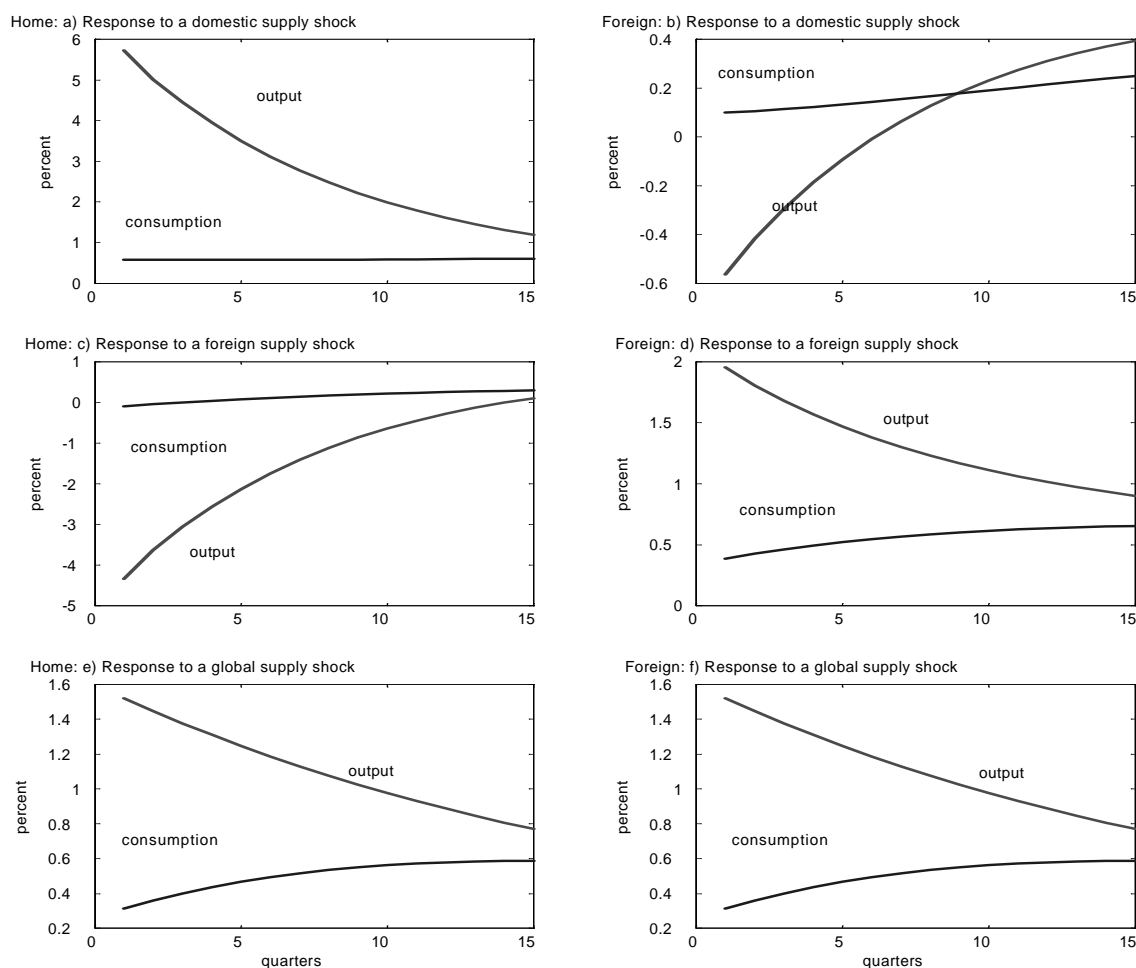 Home: a) Response to a domestic supply shock
6
5
4
3
2
1
0
percent
output
consumption
0 5 10 15
Foreign: b) Response to a domestic supply shock
0.4
0.2
0
-0.2
-0.4
-0.6
percent
consumption
output
0 5 10 15
Home: c) Response to a foreign supply shock
1
0
-1
-2
-3
-4
-5
percent
consumption
output
0 5 10 15
Foreign: d) Response to a foreign supply shock
2
1.5
1
0.5
0
percent
output
consumption
0 5 10 15
Home: e) Response to a global supply shock
1.6
1.4
1.2
1
0.8
0.6
0.4
0.2
percent
output
consumption
0 5 10 15
quarters
Foreign: f) Response to a global supply shock
1.6
1.4
1.2
1
0.8
0.6
0.4
0.2
percent
output
consumption
0 5 10 15
quarters